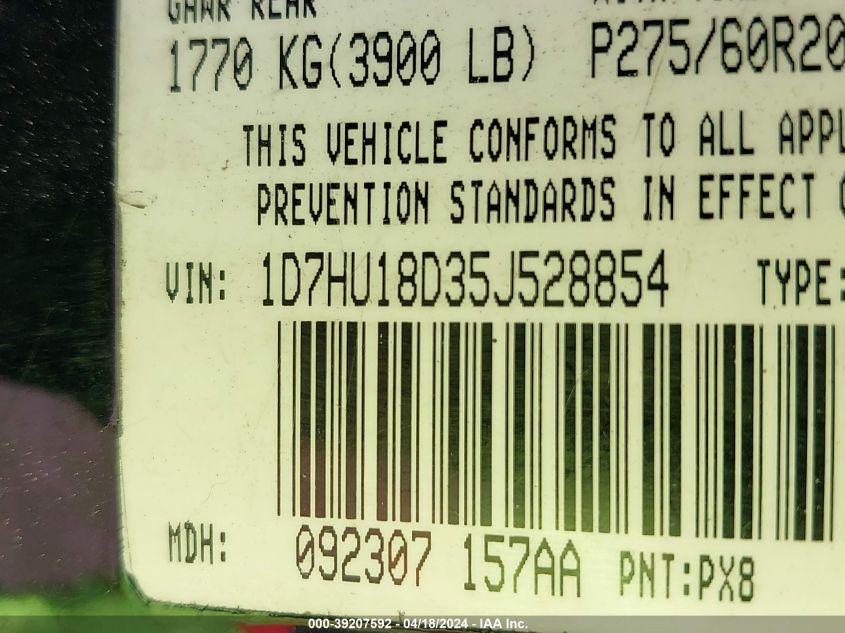 GAWR REAR
1770 KG(3900 LB) P275/60R20
THIS VEHICLE CONFORMS TO ALL APPL
PREVENTION STANDARDS IN EFFECT
VIN: 1D7HU18D35J528854 TYPE:
MDH: 092307 157AA PNT:PX8
000-39207592 - 04/18/2024 - IAA Inc.